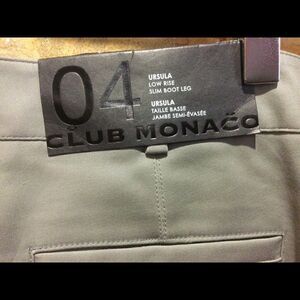 04
URSULA
LOW RISE
SLIM BOOT LEG
URSULA
TAILLE BASSE
JAMBE SEMI-ÉVASÉE
CLUB MONACO